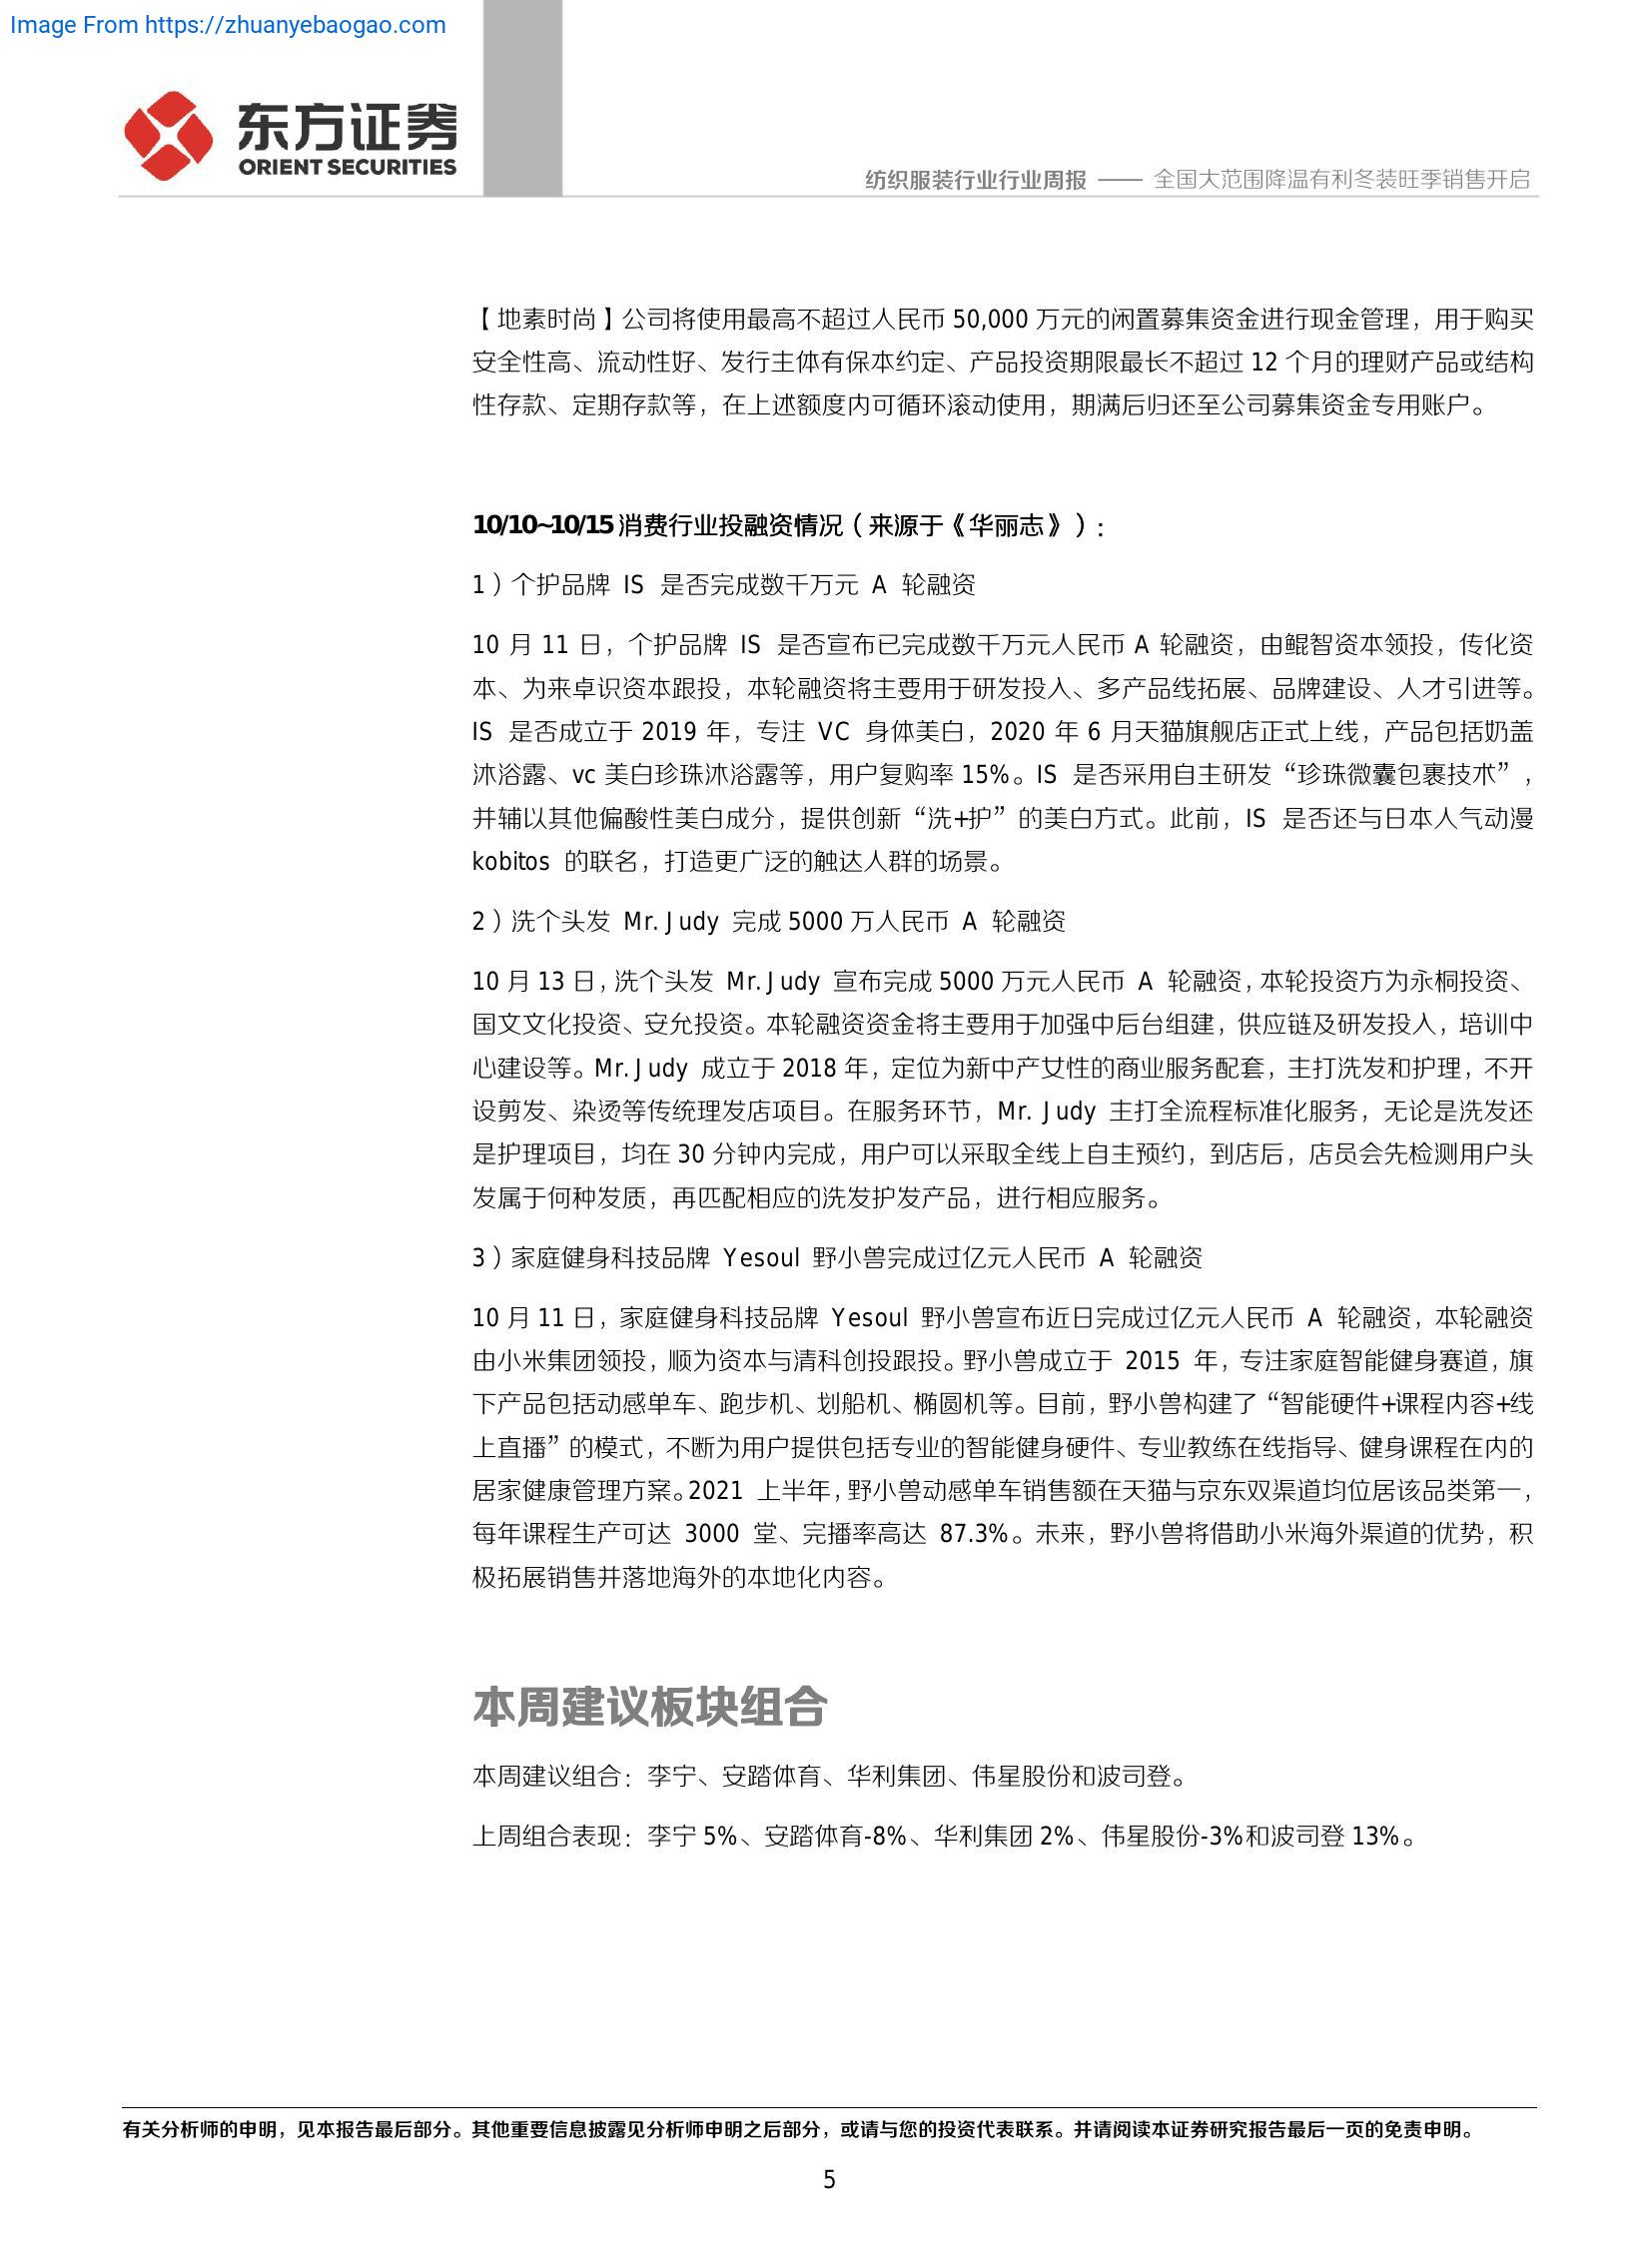 Image From https://zhuanyebaogao.com
东方证券
ORIENT SECURITIES
纺织服装行业行业周报 —— 全国大范围降温有利冬装旺季销售开启
【地素时尚】公司将使用最高不超过人民币 50,000 万元的闲置募集资金进行现金管理，用于购买
安全性高、流动性好、发行主体有保本约定、产品投资期限最长不超过 12 个月的理财产品或结构
性存款、定期存款等，在上述额度内可循环滚动使用，期满后归还至公司募集资金专用账户。
10/10~10/15 消费行业投融资情况（来源于《华丽志》）:
1）个护品牌 IS 是否完成数千万元 A 轮融资
10 月 11 日，个护品牌 IS 是否宣布已完成数千万元人民币 A 轮融资，由鲲智资本领投，传化资
本、为来卓识资本跟投，本轮融资将主要用于研发投入、多产品线拓展、品牌建设、人才引进等。
IS 是否成立于 2019 年，专注 VC 身体美白，2020 年 6 月天猫旗舰店正式上线，产品包括奶盖
沐浴露、vc 美白珍珠沐浴露等，用户复购率 15%。IS 是否采用自主研发“珍珠微囊包裹技术”，
并辅以其他偏酸性美白成分，提供创新“洗+护”的美白方式。此前，IS 是否还与日本人气动漫
kobitos 的联名，打造更广泛的触达人群的场景。
2）洗个头发 Mr. Judy 完成 5000 万人民币 A 轮融资
10 月 13 日，洗个头发 Mr. Judy 宣布完成 5000 万元人民币 A 轮融资，本轮投资方为永桐投资、
国文文化投资、安允投资。本轮融资资金将主要用于加强中后台组建，供应链及研发投入，培训中
心建设等。Mr. Judy 成立于 2018 年，定位为新中产女性的商业服务配套，主打洗发和护理，不开
设剪发、染烫等传统理发店项目。在服务环节，Mr. Judy 主打全流程标准化服务，无论是洗发还
是护理项目，均在 30 分钟内完成，用户可以采取全线上自主预约，到店后，店员会先检测用户头
发属于何种发质，再匹配相应的洗发护发产品，进行相应服务。
3）家庭健身科技品牌 Yesoul 野小兽完成过亿元人民币 A 轮融资
10 月 11 日，家庭健身科技品牌 Yesoul 野小兽宣布近日完成过亿元人民币 A 轮融资，本轮融资
由小米集团领投，顺为资本与清科创投跟投。野小兽成立于 2015 年，专注家庭智能健身赛道，旗
下产品包括动感单车、跑步机、划船机、椭圆机等。目前，野小兽构建了“智能硬件+课程内容+线
上直播”的模式，不断为用户提供包括专业的智能健身硬件、专业教练在线指导、健身课程在内的
居家健康管理方案。2021 上半年，野小兽动感单车销售额在天猫与京东双渠道均位居该品类第一，
每年课程生产可达 3000 堂、完播率高达 87.3%。未来，野小兽将借助小米海外渠道的优势，积
极拓展销售并落地海外的本地化内容。
本周建议板块组合
本周建议组合：李宁、安踏体育、华利集团、伟星股份和波司登。
上周组合表现：李宁 5%、安踏体育-8%、华利集团 2%、伟星股份-3%和波司登 13%。
有关分析师的申明，见本报告最后部分。其他重要信息披露见分析师申明之后部分，或请与您的投资代表联系。并请阅读本证券研究报告最后一页的免责申明。
5